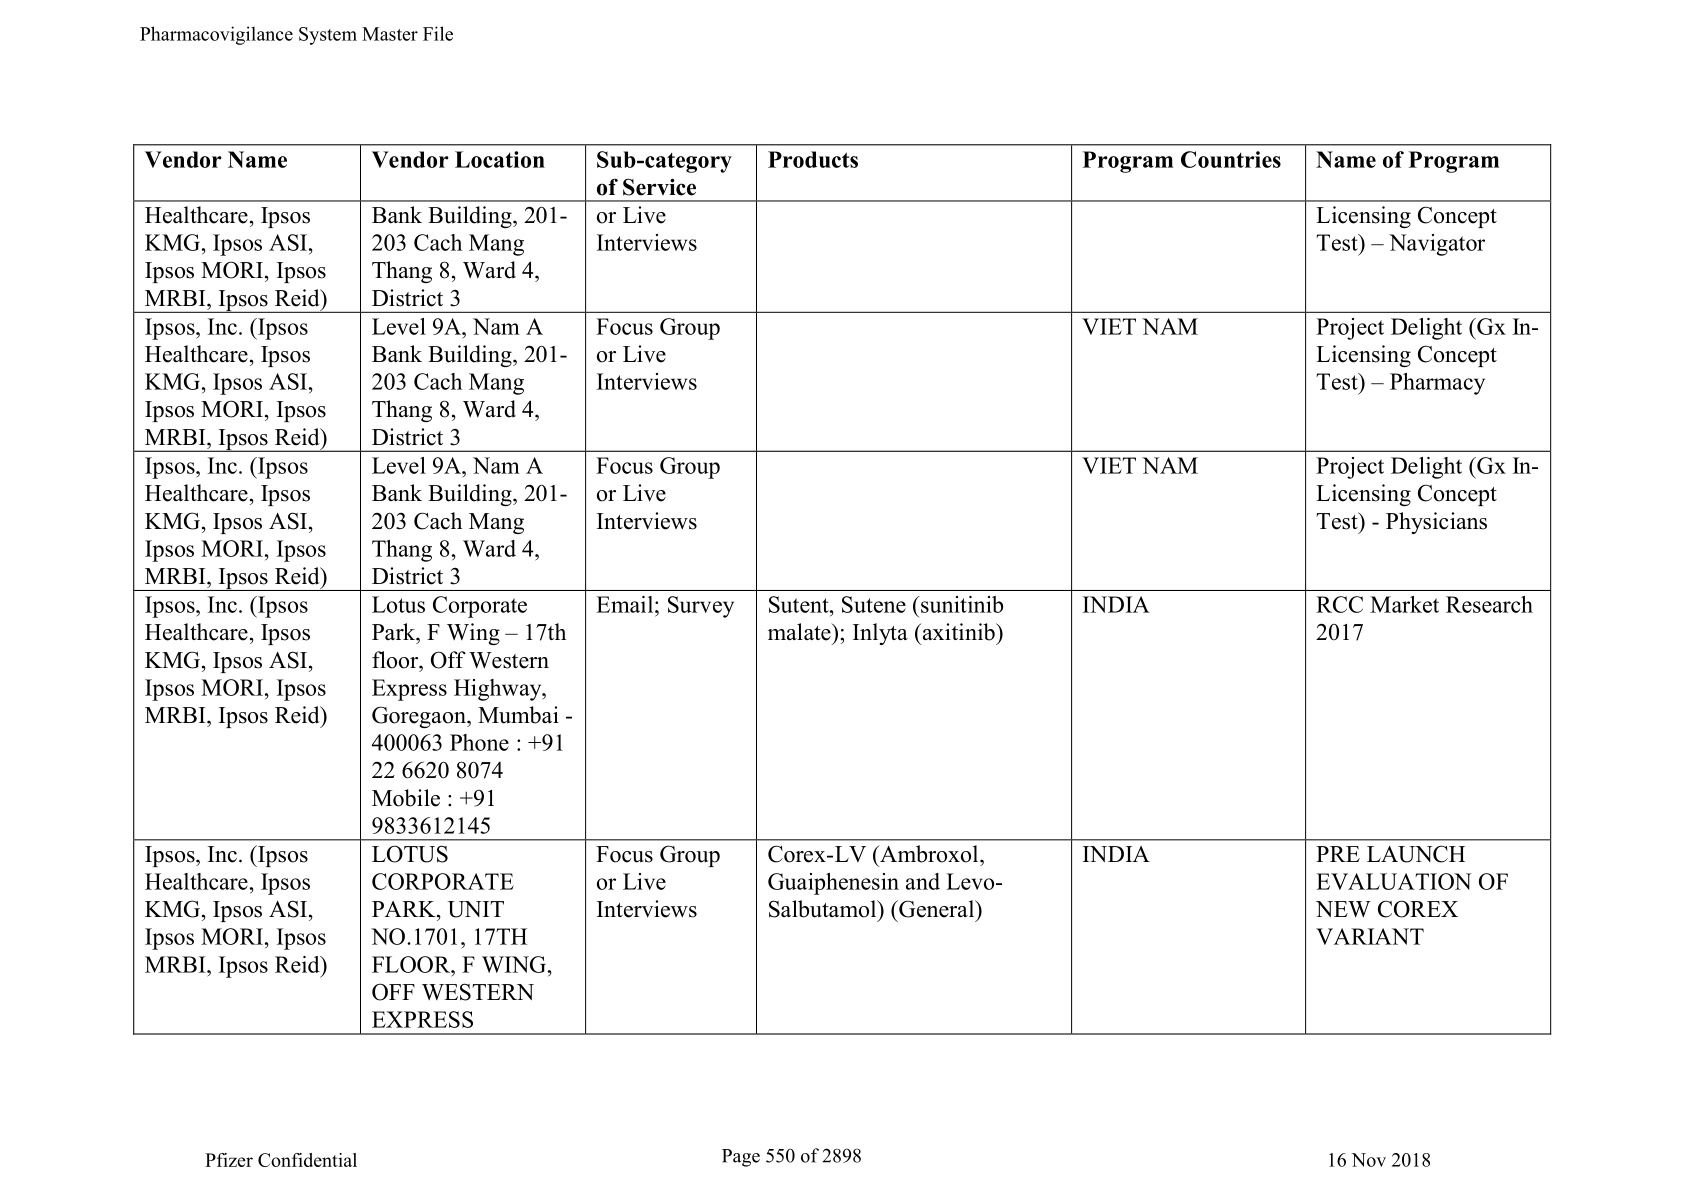 Pharmacovigilance System Master File
Vendor Name
Vendor Location
Sub-category
of Service
Products
Program Countries
Name of Program
Healthcare, Ipsos
KMG, Ipsos ASI,
Ipsos MORI, Ipsos
MRBI, Ipsos Reid)
Bank Building, 201-
203 Cach Mang
Thang 8, Ward 4,
District 3
or Live
Interviews
Licensing Concept
Test) – Navigator
Ipsos, Inc. (Ipsos
Healthcare, Ipsos
KMG, Ipsos ASI,
Ipsos MORI, Ipsos
MRBI, Ipsos Reid)
Level 9A, Nam A
Bank Building, 201-
203 Cach Mang
Thang 8, Ward 4,
District 3
Focus Group
or Live
Interviews
VIET NAM
Project Delight (Gx In-
Licensing Concept
Test) – Pharmacy
Ipsos, Inc. (Ipsos
Healthcare, Ipsos
KMG, Ipsos ASI,
Ipsos MORI, Ipsos
MRBI, Ipsos Reid)
Level 9A, Nam A
Bank Building, 201-
203 Cach Mang
Thang 8, Ward 4,
District 3
Focus Group
or Live
Interviews
VIET NAM
Project Delight (Gx In-
Licensing Concept
Test) - Physicians
Ipsos, Inc. (Ipsos
Healthcare, Ipsos
KMG, Ipsos ASI,
Ipsos MORI, Ipsos
MRBI, Ipsos Reid)
Lotus Corporate
Park, F Wing – 17th
floor, Off Western
Express Highway,
Goregaon, Mumbai -
400063 Phone : +91
22 6620 8074
Mobile : +91
9833612145
Email; Survey
Sutent, Sutene (sunitinib
malate); Inlyta (axitinib)
INDIA
RCC Market Research
2017
Ipsos, Inc. (Ipsos
Healthcare, Ipsos
KMG, Ipsos ASI,
Ipsos MORI, Ipsos
MRBI, Ipsos Reid)
LOTUS
CORPORATE
PARK, UNIT
NO.1701, 17TH
FLOOR, F WING,
OFF WESTERN
EXPRESS
Focus Group
or Live
Interviews
Corex-LV (Ambroxol,
Guaiphenesin and Levo-
Salbutamol) (General)
INDIA
PRE LAUNCH
EVALUATION OF
NEW COREX
VARIANT
Pfizer Confidential
Page 550 of 2898
16 Nov 2018